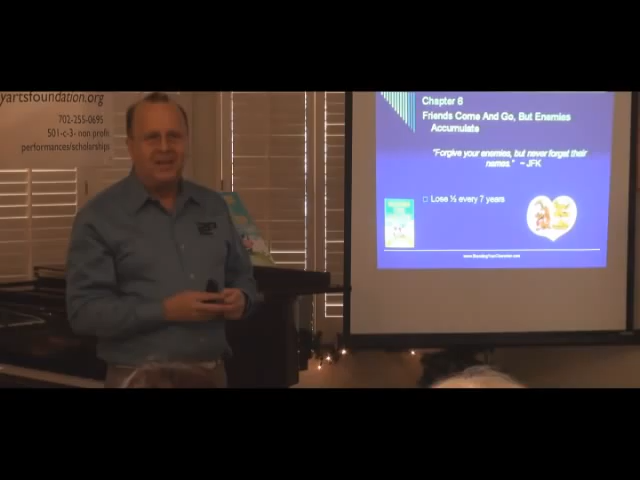 yartsfoundation.org
702-255-0695
501-c-3- non profit
performances/scholarships
Chapter 6
Friends Come And Go, But Enemies
Accumulate
"Forgive your enemies, but never forget their
names." ~ JFK
Lose ½ every 7 years